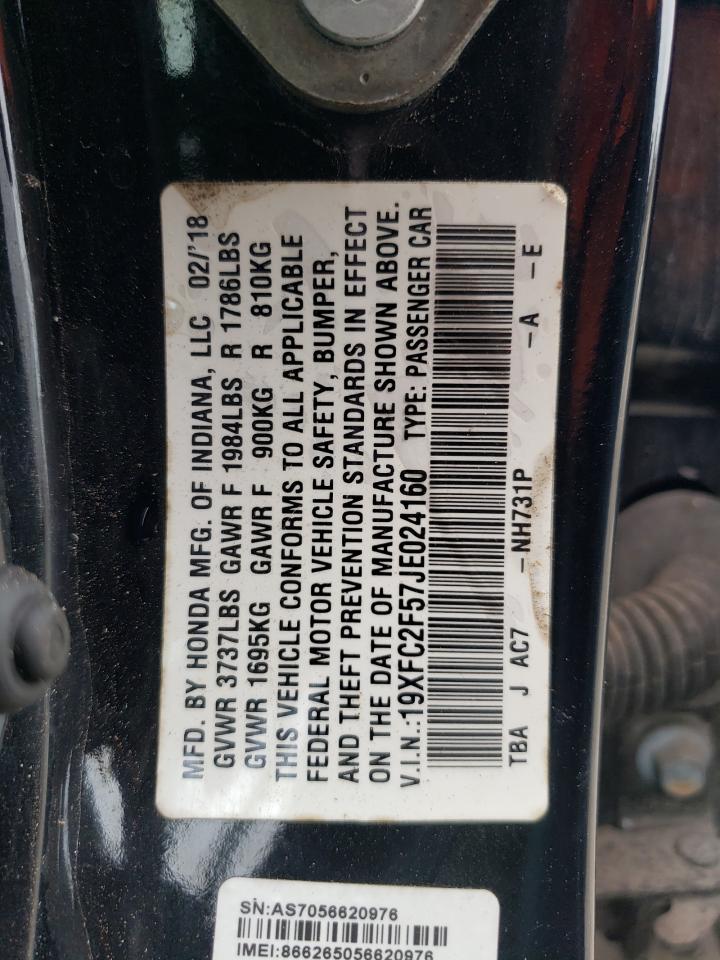 MFD. BY HONDA MFG. OF INDIANA, LLC 02/'18
GVWR 3737LBS GAWR F 1984LBS R 1786LBS
GVWR 1695KG GAWR F 900KG R 810KG
THIS VEHICLE CONFORMS TO ALL APPLICABLE
FEDERAL MOTOR VEHICLE SAFETY, BUMPER,
AND THEFT PREVENTION STANDARDS IN EFFECT
ON THE DATE OF MANUFACTURE SHOWN ABOVE.
V.I.N.:19XFC2F57JE024160 TYPE: PASSENGER CAR
TBA J AC7 -NH731P -A -E
SN:AS7056620976
IMEI:866265056620976